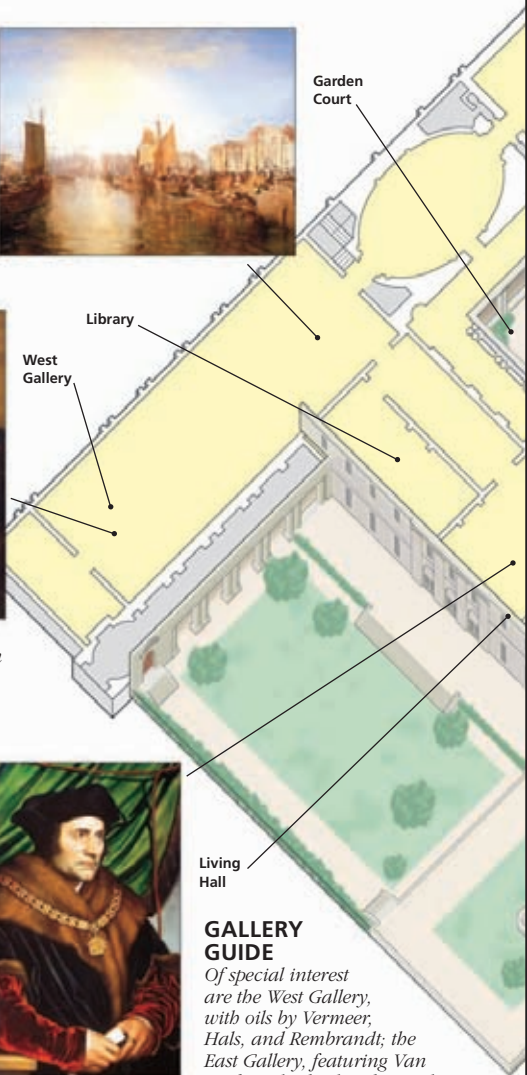 Garden
Court
Library
West
Gallery
Living
Hall
GALLERY
GUIDE
Of special interest
are the West Gallery,
with oils by Vermeer,
Hals, and Rembrandt; the
East Gallery, featuring Van